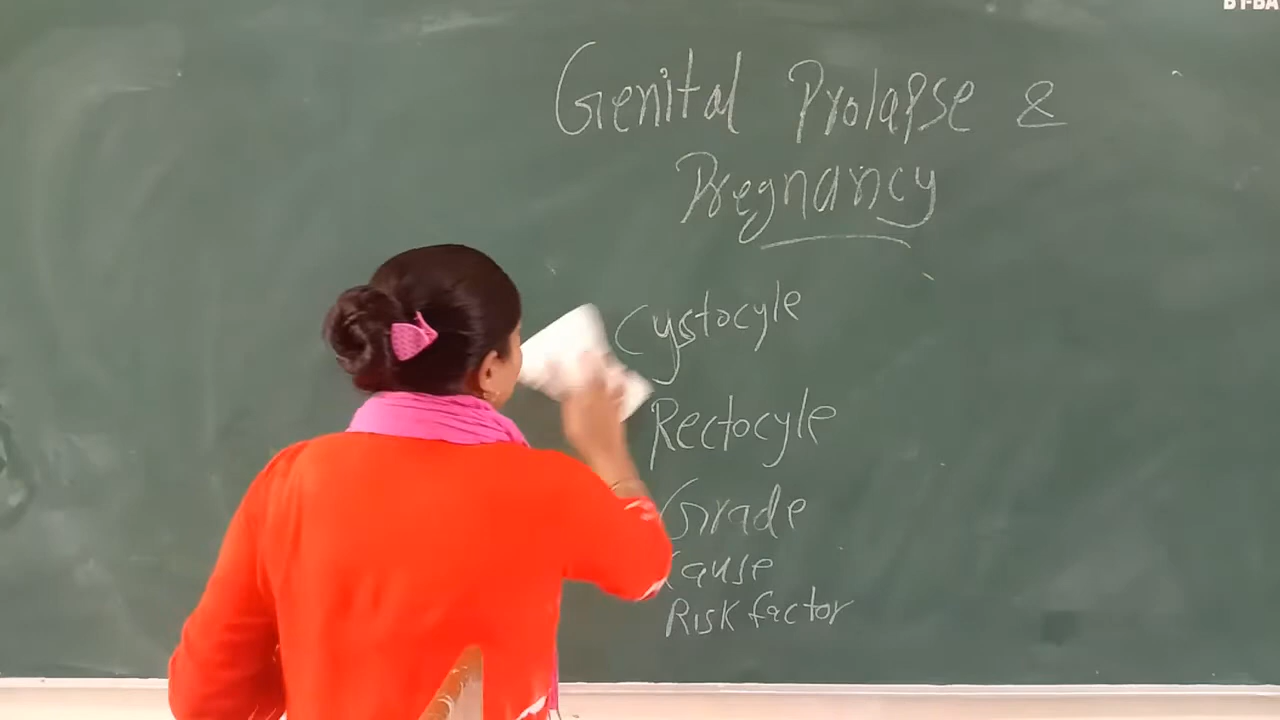 Genital Prolapse &
Pregnancy
Cystocyle
Rectocyle
Grade
Cause
Risk factor